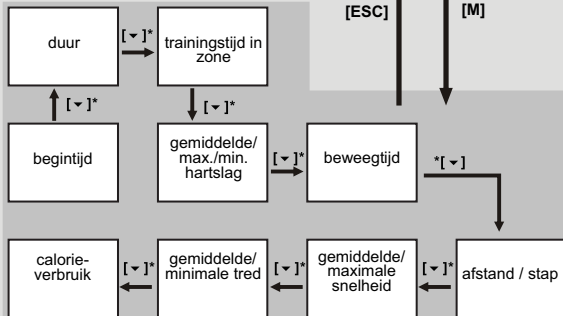 [ESC]
[M]
duur
[ ▾ ]*
trainingstijd in
zone
[ ▾ ]*
[ ▾ ]*
begintijd
gemiddelde/
max./min.
hartslag
[ ▾ ]*
beweegtijd
*[ ▾ ]
calorie-
verbruik
[ ▾ ]*
gemiddelde/
minimale tred
[ ▾ ]*
gemiddelde/
maximale
snelheid
[ ▾ ]*
afstand / stap